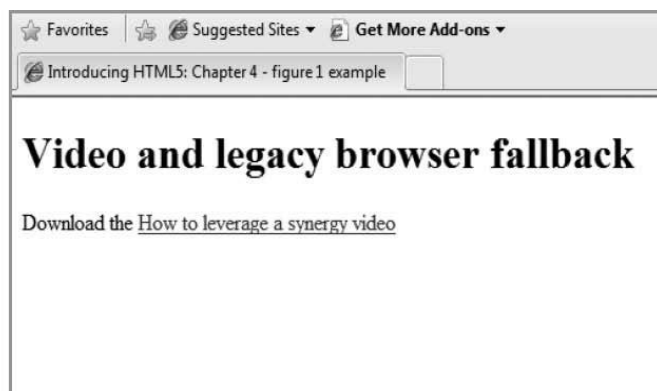 Favorites Suggested Sites Get More Add-ons
Introducing HTML5: Chapter 4 - figure 1 example
Video and legacy browser fallback
Download the How to leverage a synergy video